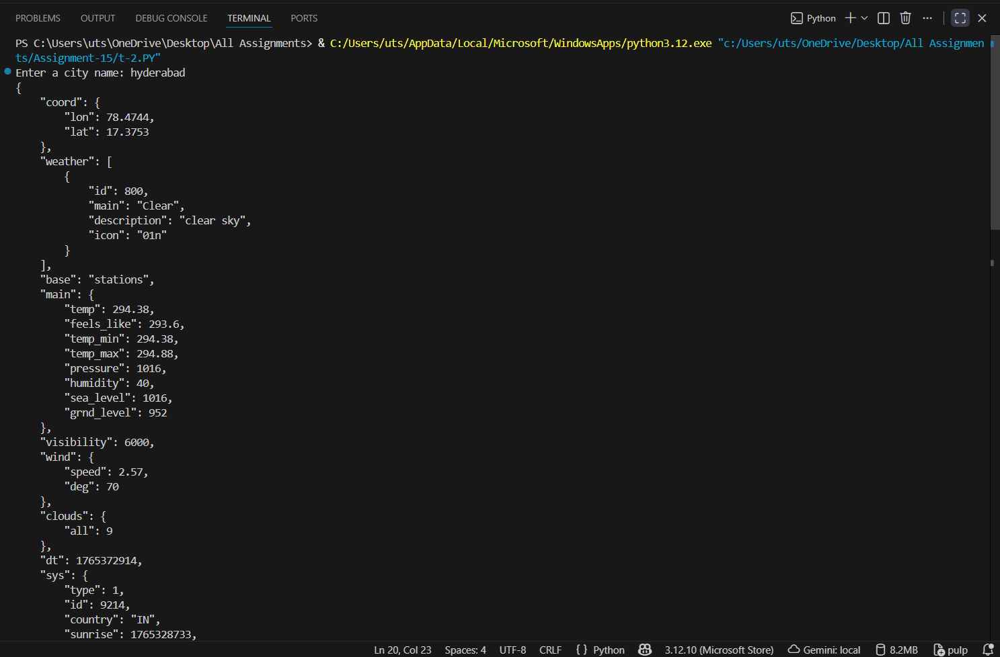 PROBLEMS OUTPUT DEBUG CONSOLE TERMINAL PORTS Python
PS C:\Users\uts\OneDrive\Desktop\All Assignments> & C:/Users/uts/AppData/Local/Microsoft/WindowsApps/python3.12.exe "c:/Users/uts/OneDrive/Desktop/All Assignmen
ts/Assignment-15/t-2.PY"
Enter a city name: hyderabad
{
    "coord": {
        "lon": 78.4744,
        "lat": 17.3753
    },
    "weather": [
        {
            "id": 800,
            "main": "Clear",
            "description": "clear sky",
            "icon": "01n"
        }
    ],
    "base": "stations",
    "main": {
        "temp": 294.38,
        "feels_like": 293.6,
        "temp_min": 294.38,
        "temp_max": 294.88,
        "pressure": 1016,
        "humidity": 40,
        "sea_level": 1016,
        "grnd_level": 952
    },
    "visibility": 6000,
    "wind": {
        "speed": 2.57,
        "deg": 70
    },
    "clouds": {
        "all": 9
    },
    "dt": 1765372914,
    "sys": {
        "type": 1,
        "id": 9214,
        "country": "IN",
        "sunrise": 1765328733,
Ln 20, Col 23 Spaces: 4 UTF-8 CRLF {} Python 3.12.10 (Microsoft Store) Gemini: local 8.2MB pulp